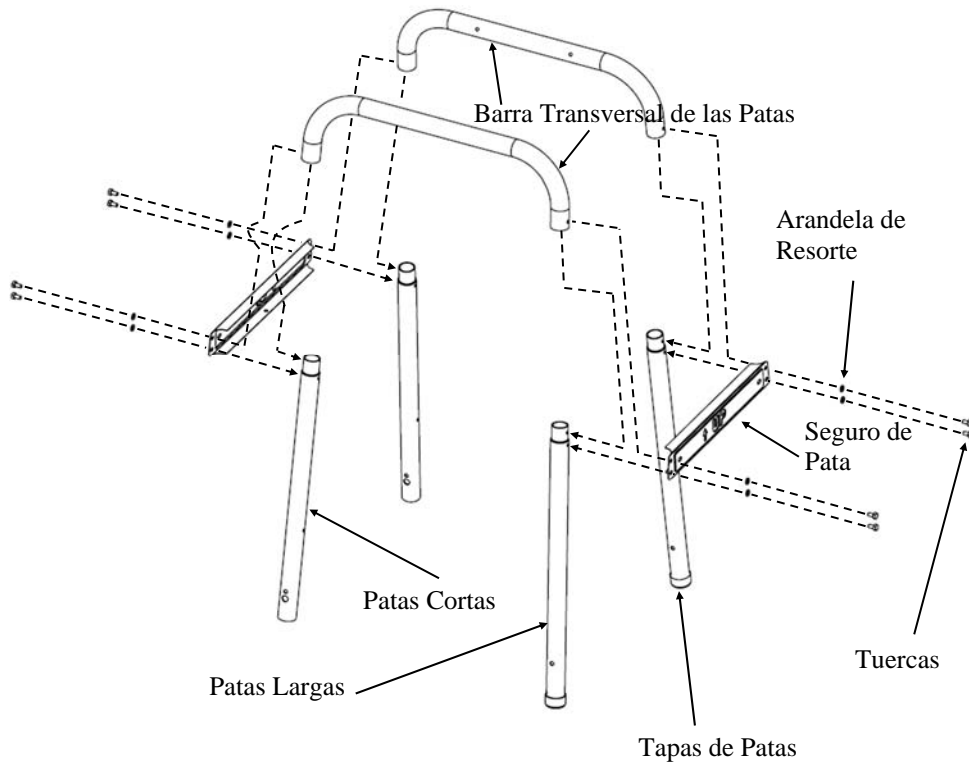 Barra Transversal de las Patas
Arandela de
Resorte
Seguro de
Pata
UP
Patas Cortas
Patas Largas
Tuercas
Tapas de Patas